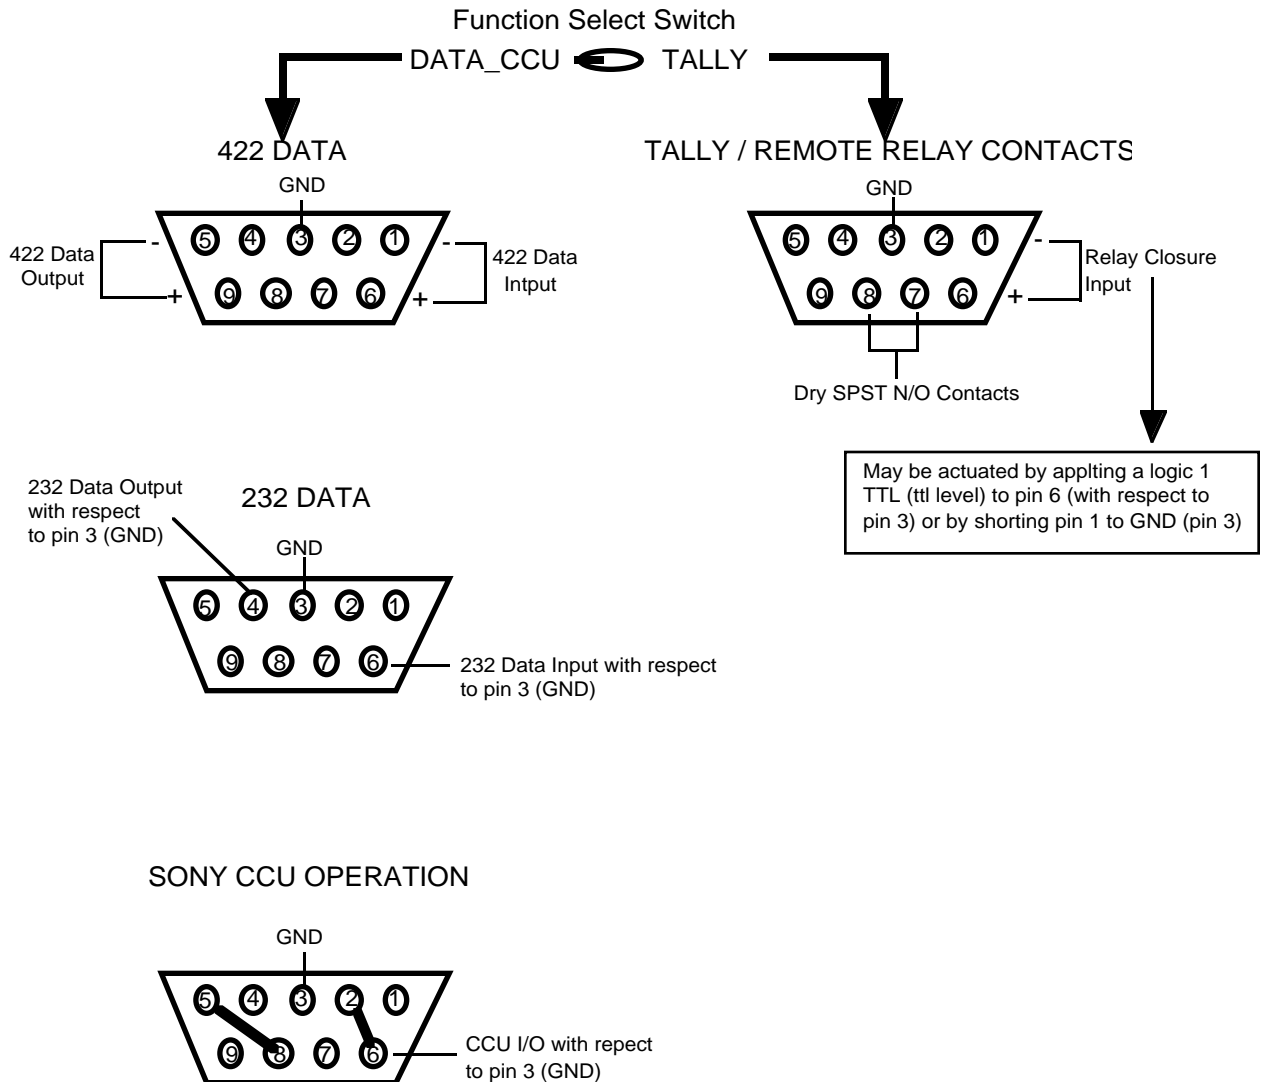 Function Select Switch
DATA_CCU TALLY
422 DATA
GND
5 4 3 2 1
9 8 7 6
422 Data
Output
- +
- +
422 Data
Intput
TALLY / REMOTE RELAY CONTACTS
GND
5 4 3 2 1
9 8 7 6
- +
Relay Closure
Input
Dry SPST N/O Contacts
May be actuated by applting a logic 1
TTL (ttl level) to pin 6 (with respect to
pin 3) or by shorting pin 1 to GND (pin 3)
232 Data Output
with respect
to pin 3 (GND)
232 DATA
GND
5 4 3 2 1
9 8 7 6
232 Data Input with respect
to pin 3 (GND)
SONY CCU OPERATION
GND
5 4 3 2 1
9 8 7 6
CCU I/O with repect
to pin 3 (GND)